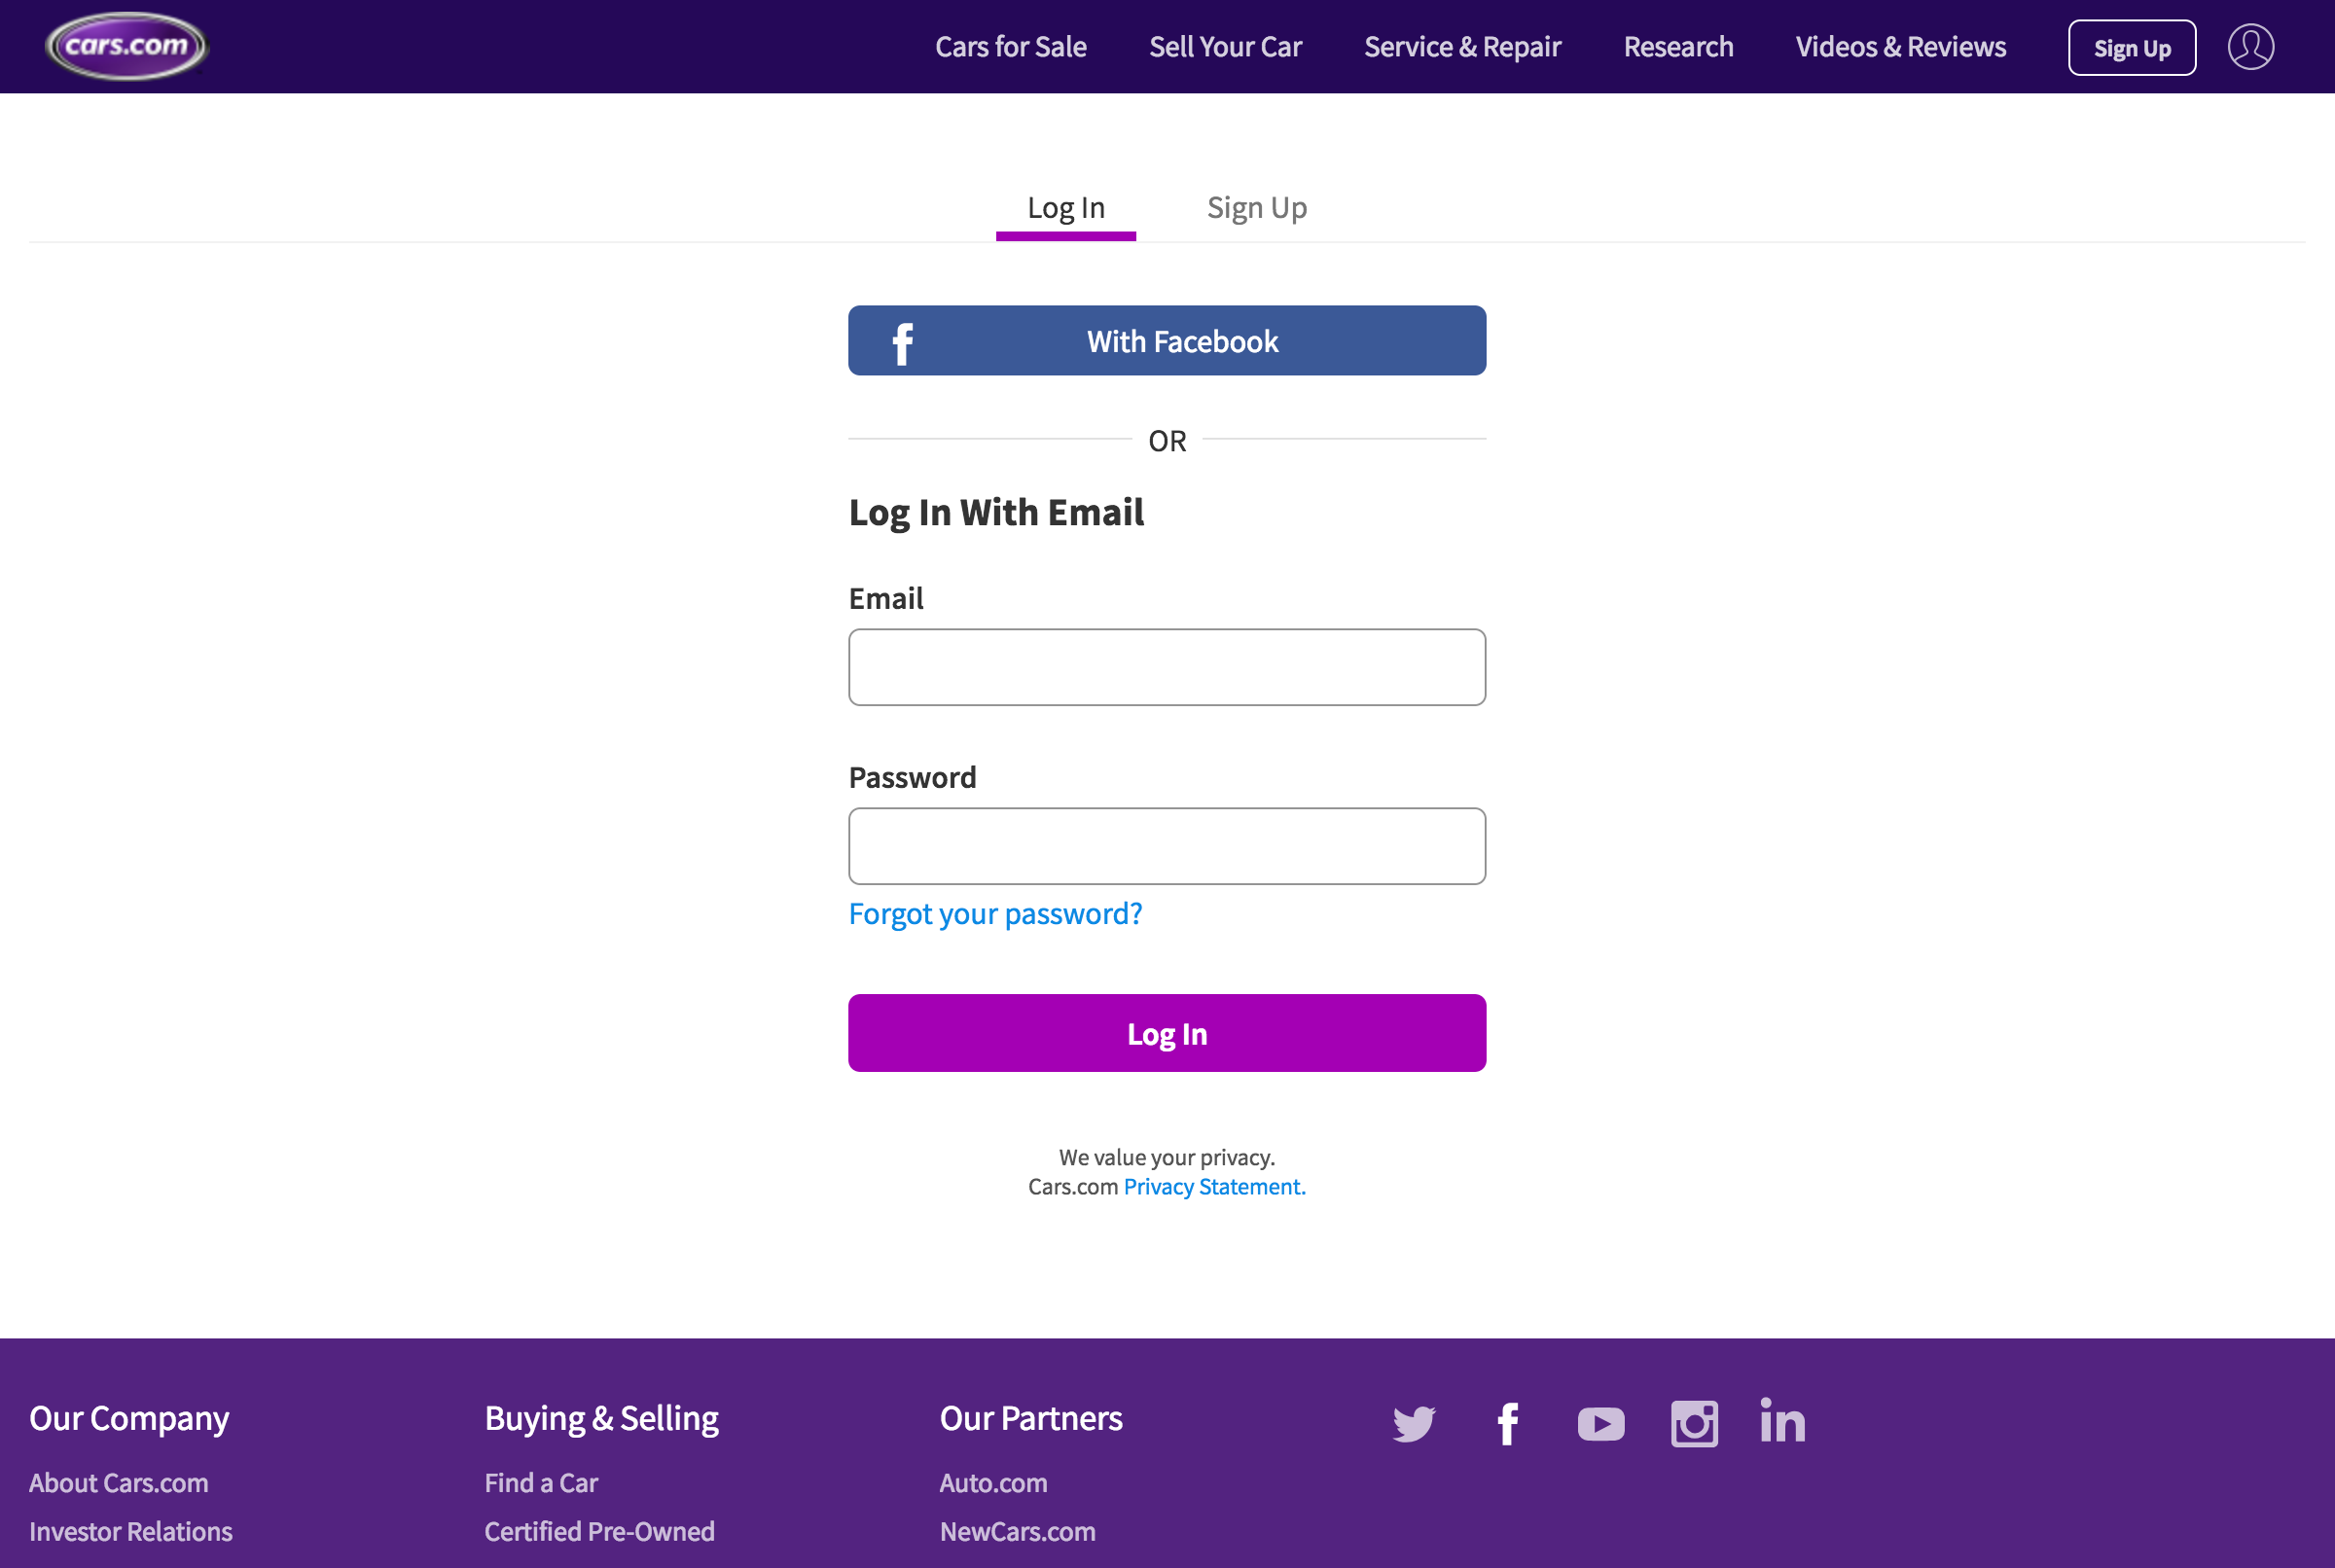 cars.com
Cars for Sale Sell Your Car Service & Repair Research Videos & Reviews Sign Up
Log In Sign Up
With Facebook
OR
Log In With Email
Email
Password
Forgot your password?
Log In
We value your privacy.
Cars.com Privacy Statement.
Our Company
About Cars.com
Investor Relations
Buying & Selling
Find a Car
Certified Pre-Owned
Our Partners
Auto.com
NewCars.com